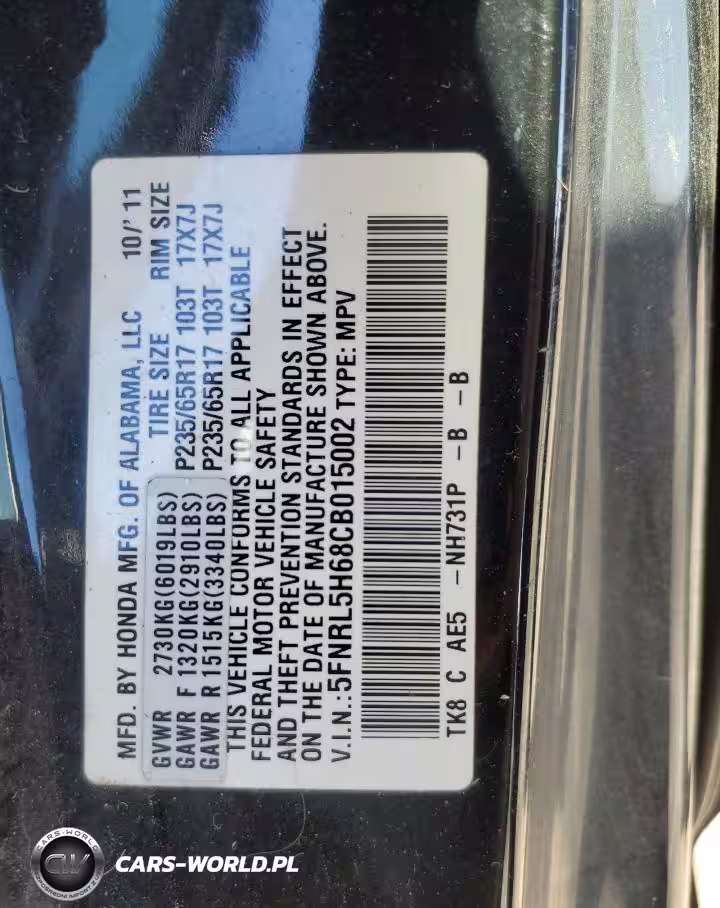 MFD. BY HONDA MFG. OF ALABAMA, LLC 10/' 11
GVWR 2730KG(6019LBS) TIRE SIZE RIM SIZE
GAWR F 1320KG(2910LBS) P235/65R17 103T 17X7J
GAWR R 1515KG(3340LBS) P235/65R17 103T 17X7J
THIS VEHICLE CONFORMS TO ALL APPLICABLE
FEDERAL MOTOR VEHICLE SAFETY
AND THEFT PREVENTION STANDARDS IN EFFECT
ON THE DATE OF MANUFACTURE SHOWN ABOVE.
V.I.N.:5FNRL5H68CB015002 TYPE: MPV
TK8 C AE5 -NH731P -B -B
CARS-WORLD
CW
CARS-WORLD.PL